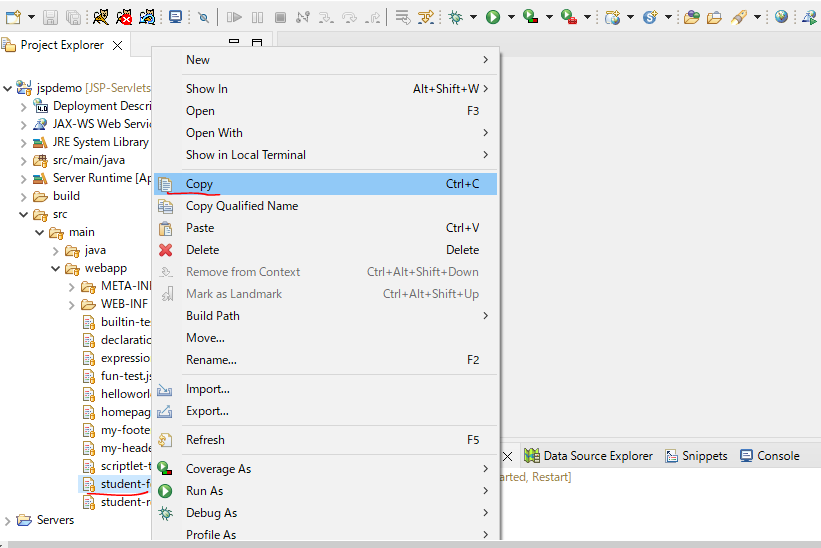 Project Explorer
jspdemo [JSP-Servlets
Deployment Descri
JAX-WS Web Servic
JRE System Library
src/main/java
Server Runtime [Ap
build
src
main
java
webapp
META-INF
WEB-INF
builtin-te
declaratio
expressio
fun-test.js
helloworl
homepag
my-foote
my-heade
scriptlet-t
student-fo
student-re
Servers
New
Show In Alt+Shift+W
Open F3
Open With
Show in Local Terminal
Copy Ctrl+C
Copy Qualified Name
Paste Ctrl+V
Delete Delete
Remove from Context Ctrl+Alt+Shift+Down
Mark as Landmark Ctrl+Alt+Shift+Up
Build Path
Move...
Rename... F2
Import...
Export...
Refresh F5
Coverage As
Run As
Debug As
Profile As
Data Source Explorer Snippets Console
arted, Restart]